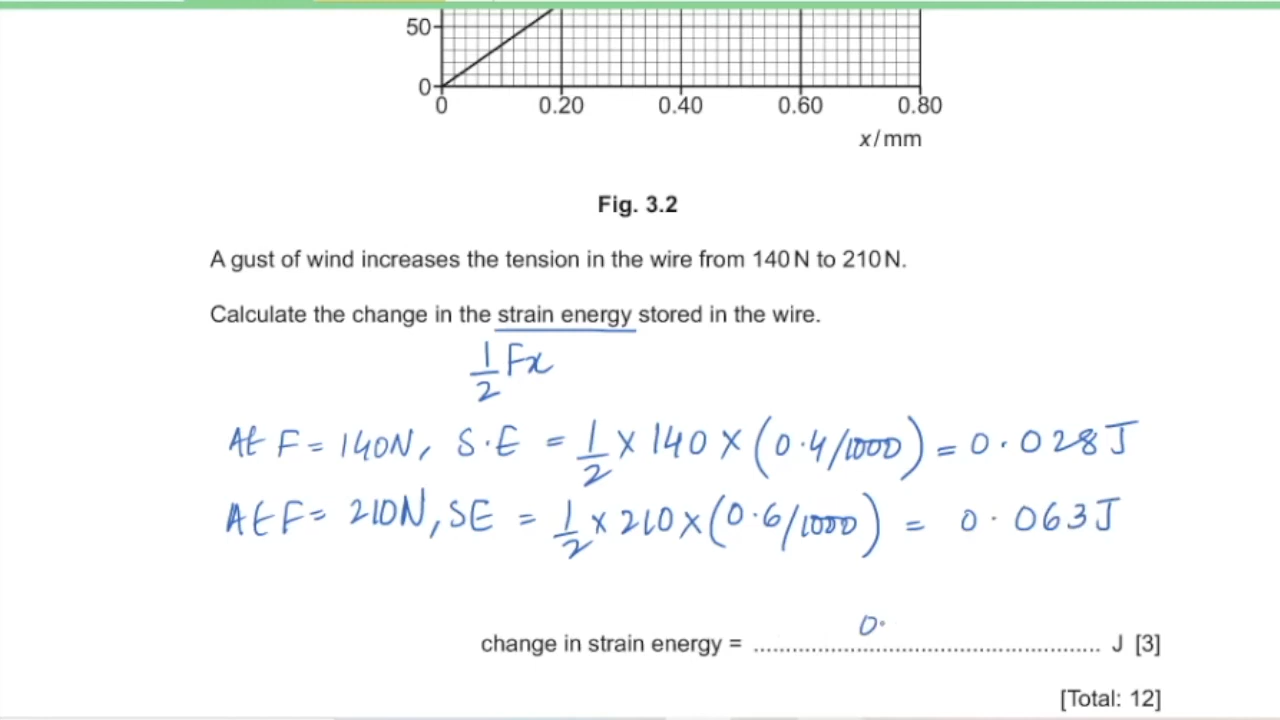 50
0
0 0.20 0.40 0.60 0.80
x/mm
Fig. 3.2
A gust of wind increases the tension in the wire from 140 N to 210 N.
Calculate the change in the strain energy stored in the wire.
1/2 Fx
At F = 140N, S.E = 1/2 × 140 × (0.4/1000) = 0.028 J
At F = 210N, SE = 1/2 × 210 × (0.6/1000) = 0.063 J
0.
change in strain energy = ...................................................... J [3]
[Total: 12]